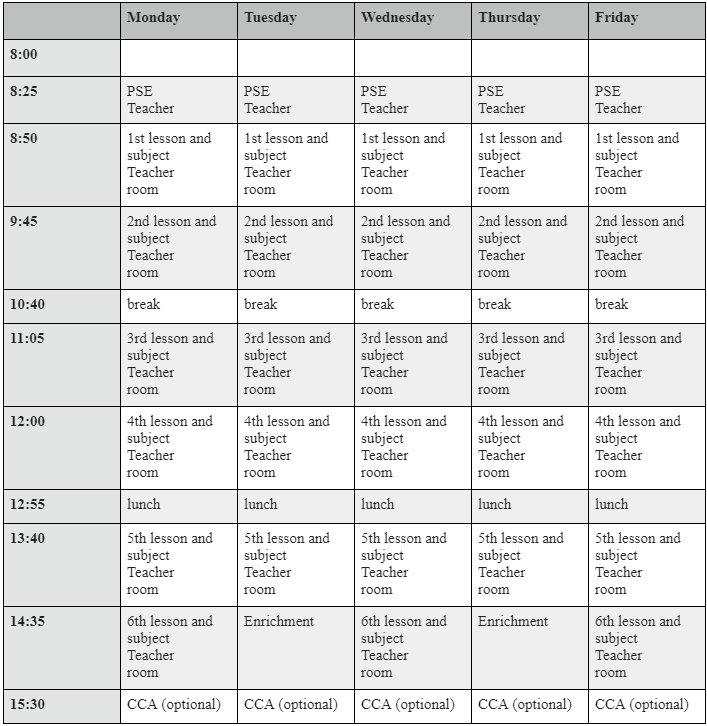 Monday Tuesday Wednesday Thursday Friday
8:00
8:25 PSE PSE PSE PSE PSE
Teacher Teacher Teacher Teacher Teacher
8:50 1st lesson and 1st lesson and 1st lesson and 1st lesson and 1st lesson and
subject subject subject subject subject
Teacher Teacher Teacher Teacher Teacher
room room room room room
9:45 2nd lesson and 2nd lesson and 2nd lesson and 2nd lesson and 2nd lesson and
subject subject subject subject subject
Teacher Teacher Teacher Teacher Teacher
room room room room room
10:40 break break break break break
11:05 3rd lesson and 3rd lesson and 3rd lesson and 3rd lesson and 3rd lesson and
subject subject subject subject subject
Teacher Teacher Teacher Teacher Teacher
room room room room room
12:00 4th lesson and 4th lesson and 4th lesson and 4th lesson and 4th lesson and
subject subject subject subject subject
Teacher Teacher Teacher Teacher Teacher
room room room room room
12:55 lunch lunch lunch lunch lunch
13:40 5th lesson and 5th lesson and 5th lesson and 5th lesson and 5th lesson and
subject subject subject subject subject
Teacher Teacher Teacher Teacher Teacher
room room room room room
14:35 6th lesson and Enrichment 6th lesson and Enrichment 6th lesson and
subject subject subject
Teacher Teacher Teacher
room room room
15:30 CCA (optional) CCA (optional) CCA (optional) CCA (optional) CCA (optional)